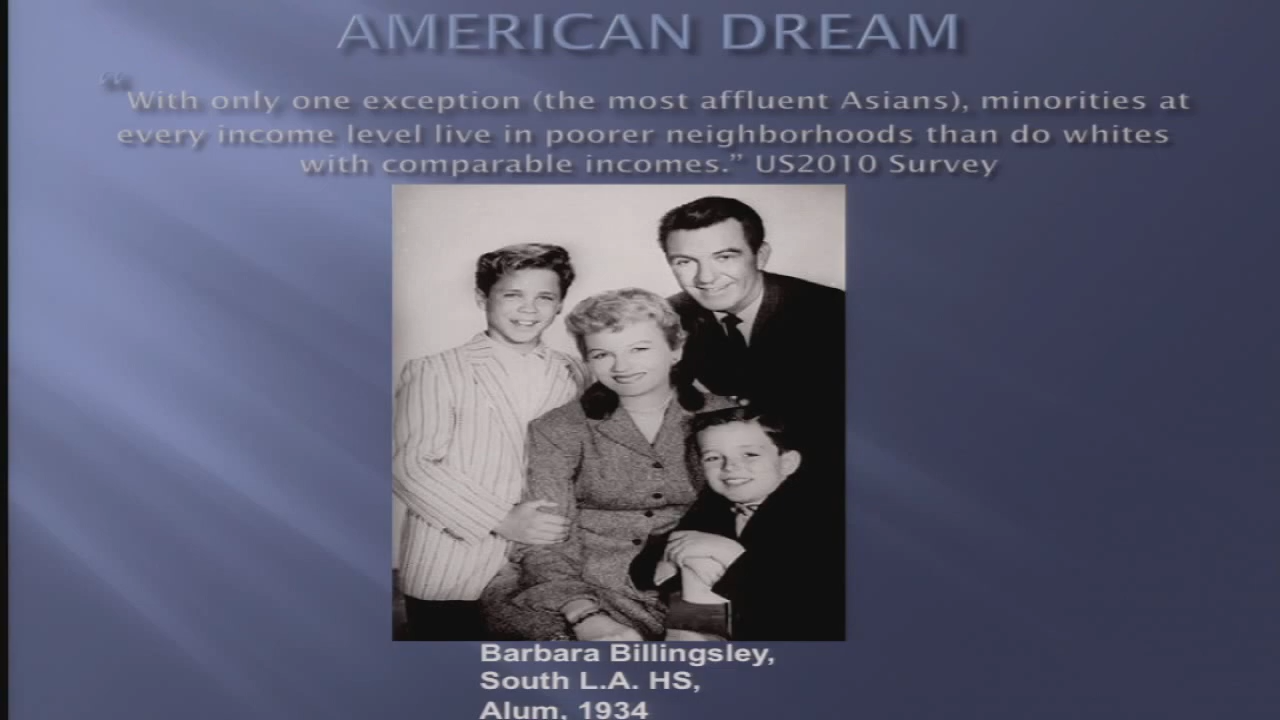 AMERICAN DREAM
“With only one exception (the most affluent Asians), minorities at
every income level live in poorer neighborhoods than do whites
with comparable incomes.” US2010 Survey
Barbara Billingsley,
South L.A. HS,
Alum, 1934